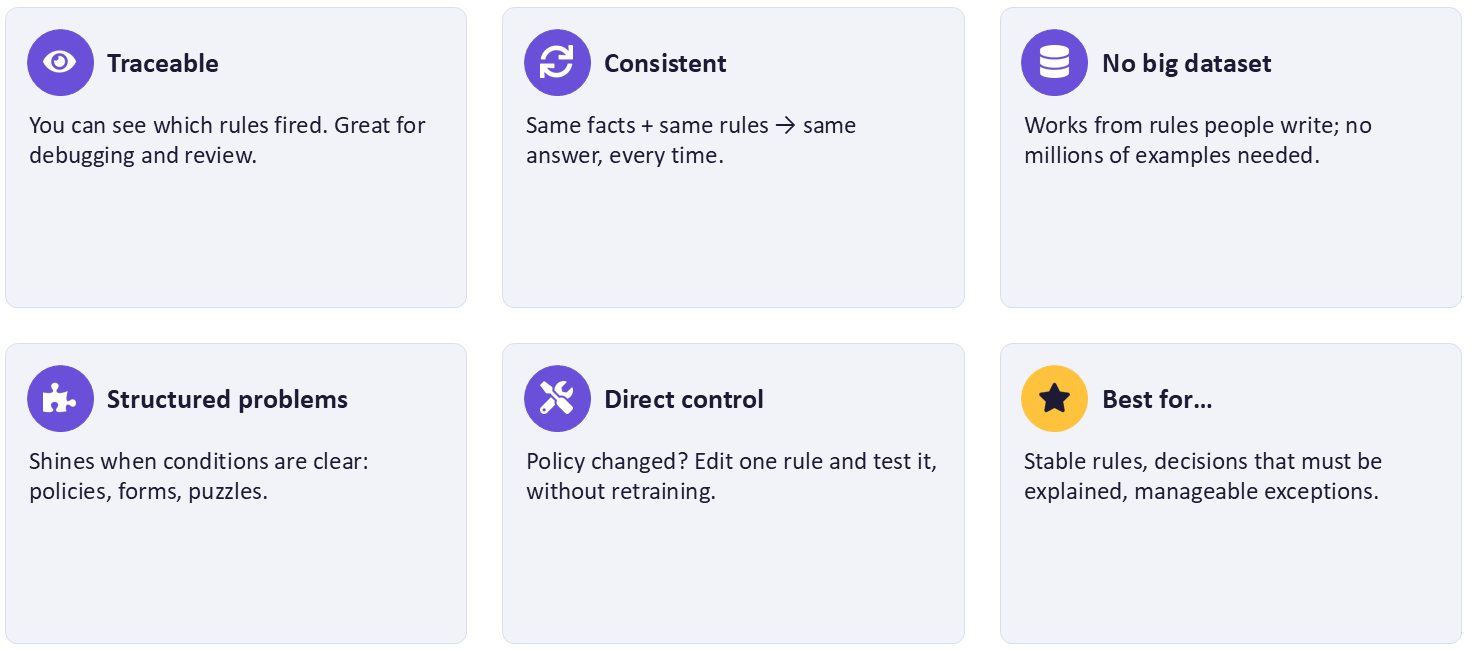 Traceable
You can see which rules fired. Great for
debugging and review.
Consistent
Same facts + same rules → same
answer, every time.
No big dataset
Works from rules people write; no
millions of examples needed.
Structured problems
Shines when conditions are clear:
policies, forms, puzzles.
Direct control
Policy changed? Edit one rule and test it,
without retraining.
Best for...
Stable rules, decisions that must be
explained, manageable exceptions.